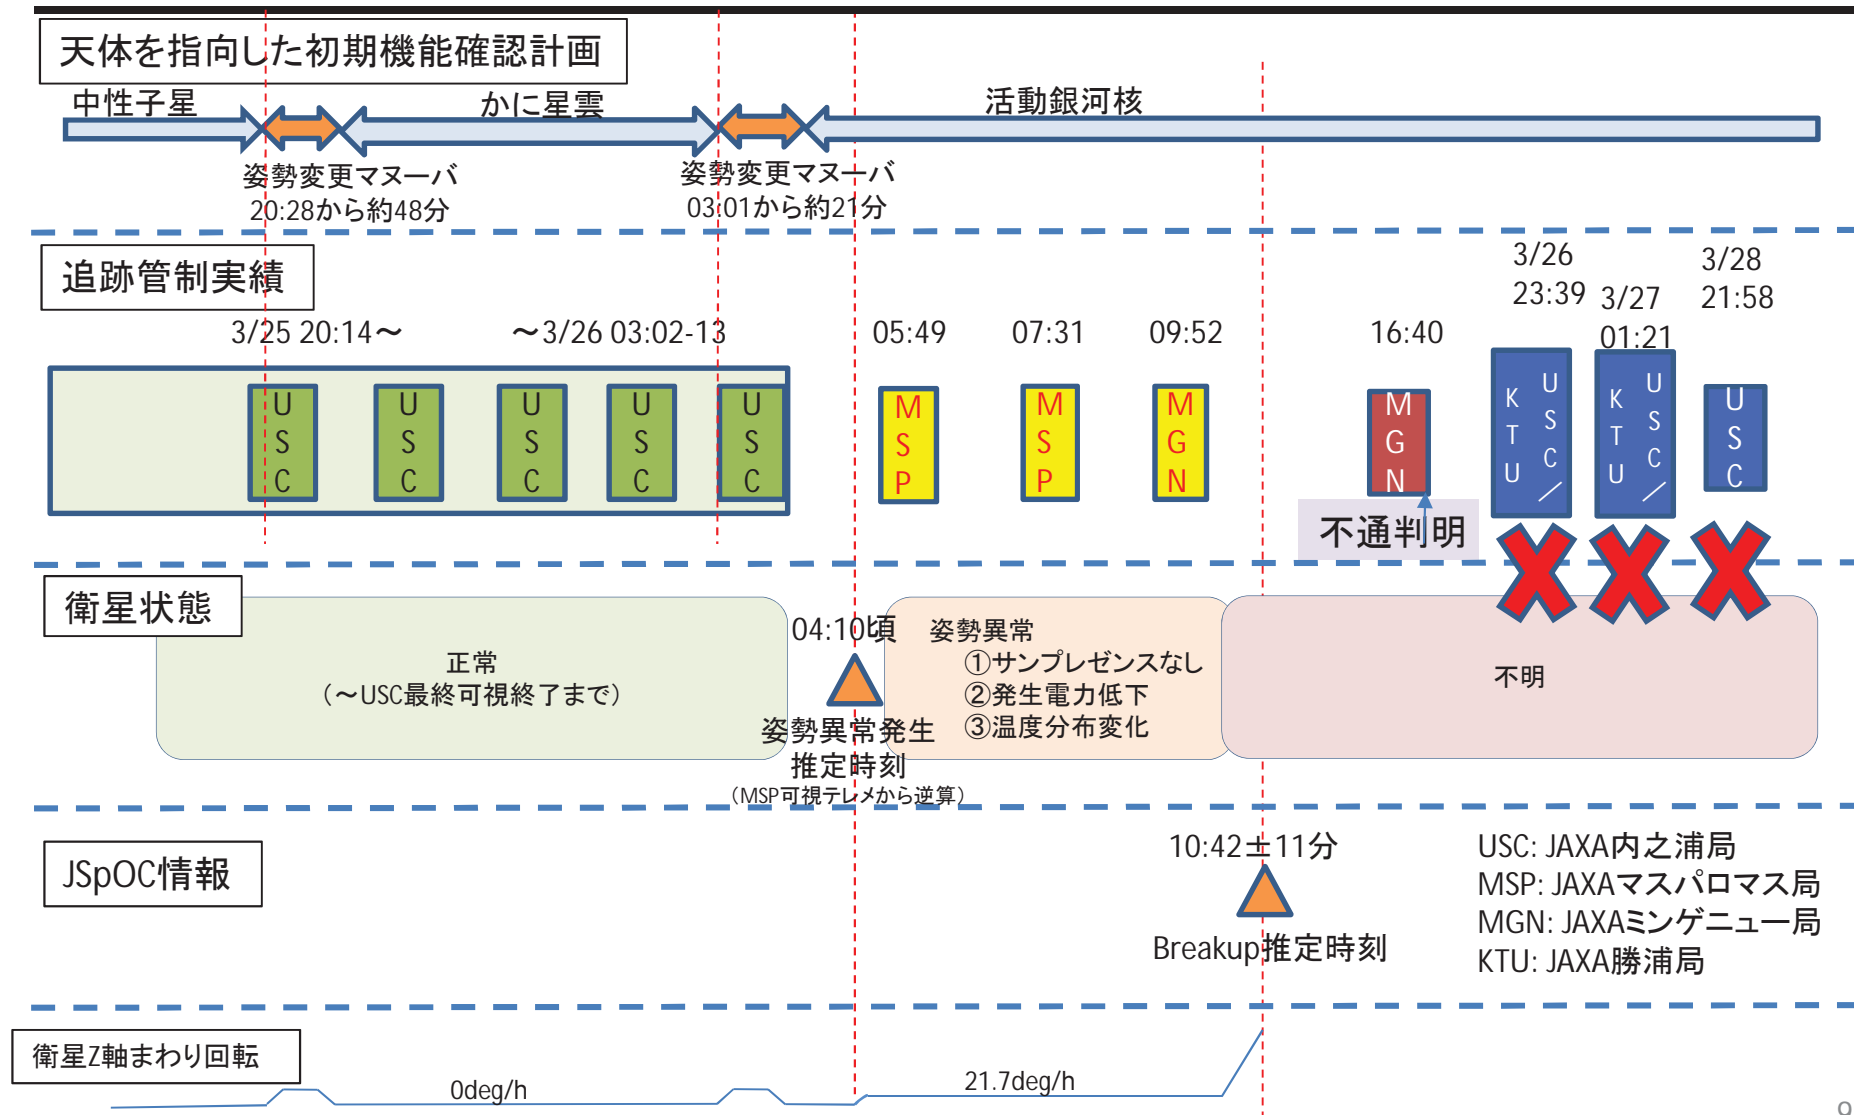 天体を指向した初期機能確認計画
中性子星
かに星雲
活動銀河核
姿勢変更マヌーバ
20:28から約48分
姿勢変更マヌーバ
03:01から約21分
追跡管制実績
3/25 20:14～
～3/26 03:02-13
05:49
07:31
09:52
16:40
3/26
23:39
3/27
01:21
3/28
21:58
USC
USC
USC
USC
USC
MSP
MSP
MGN
MGN
KTU
USC/
KTU
USC/
USC
不通判明
衛星状態
正常
（～USC最終可視終了まで）
04:10頃
姿勢異常発生
推定時刻
（MSP可視テレメから逆算）
姿勢異常
①サンプレゼンスなし
②発生電力低下
③温度分布変化
不明
JSpOC情報
10:42±11分
Breakup推定時刻
USC: JAXA内之浦局
MSP: JAXAマスパロマス局
MGN: JAXAミンゲニュー局
KTU: JAXA勝浦局
衛星Z軸まわり回転
0deg/h
21.7deg/h
9